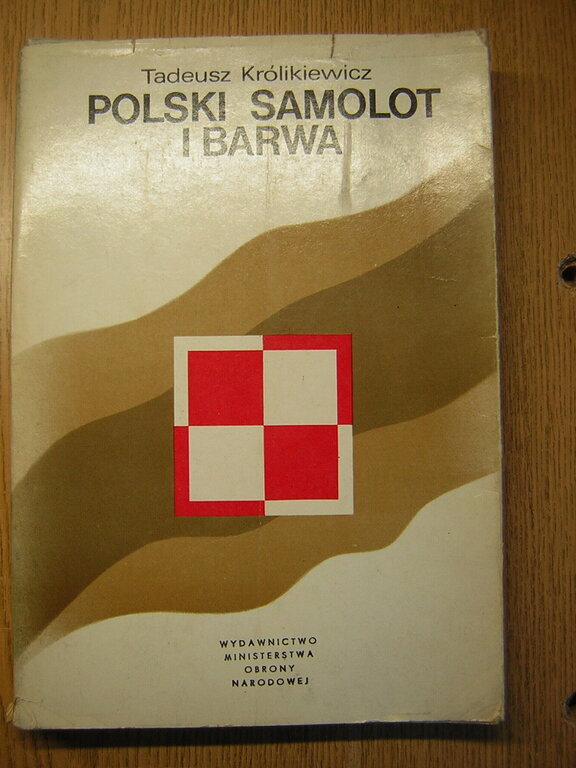 Tadeusz Królikiewicz
POLSKI SAMOLOT
I BARWA
WYDAWNICTWO
MINISTERSTWA
OBRONY
NARODOWEJ